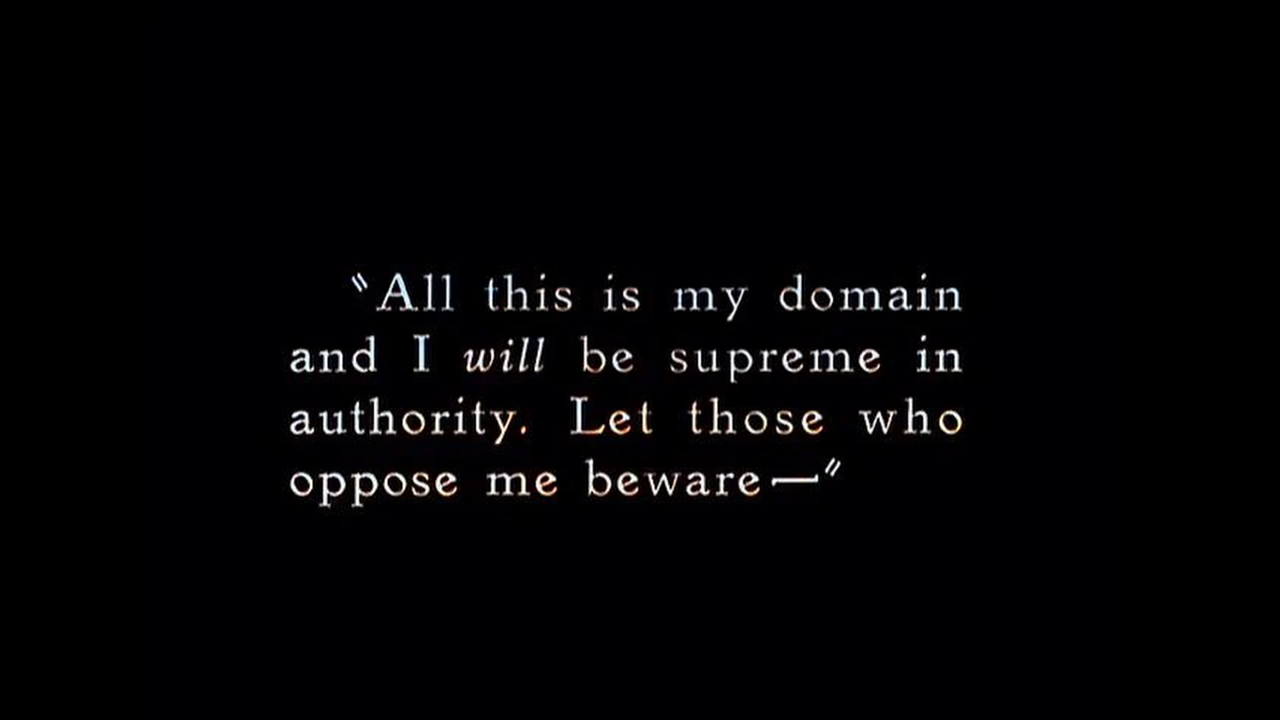 "All this is my domain
and I will be supreme in
authority. Let those who
oppose me beware—"